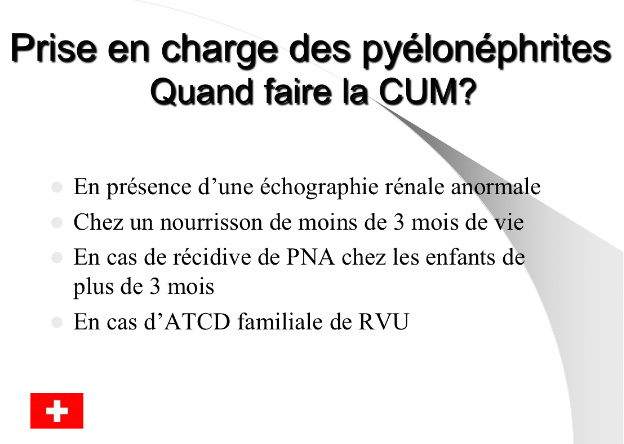 Prise en charge des pyélonéphrites
Quand faire la CUM?
En présence d’une échographie rénale anormale
Chez un nourrisson de moins de 3 mois de vie
En cas de récidive de PNA chez les enfants de
plus de 3 mois
En cas d’ATCD familiale de RVU